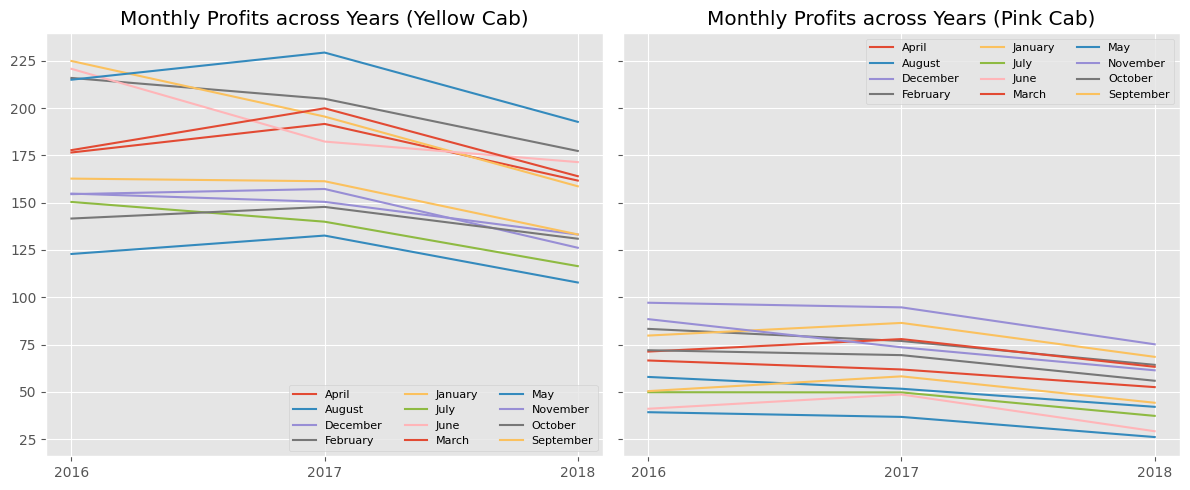 Monthly Profits across Years (Yellow Cab)
Monthly Profits across Years (Pink Cab)
225
200
175
150
125
100
75
50
25
2016 2017 2018
2016 2017 2018
April January May
August July November
December June October
February March September
April January May
August July November
December June October
February March September